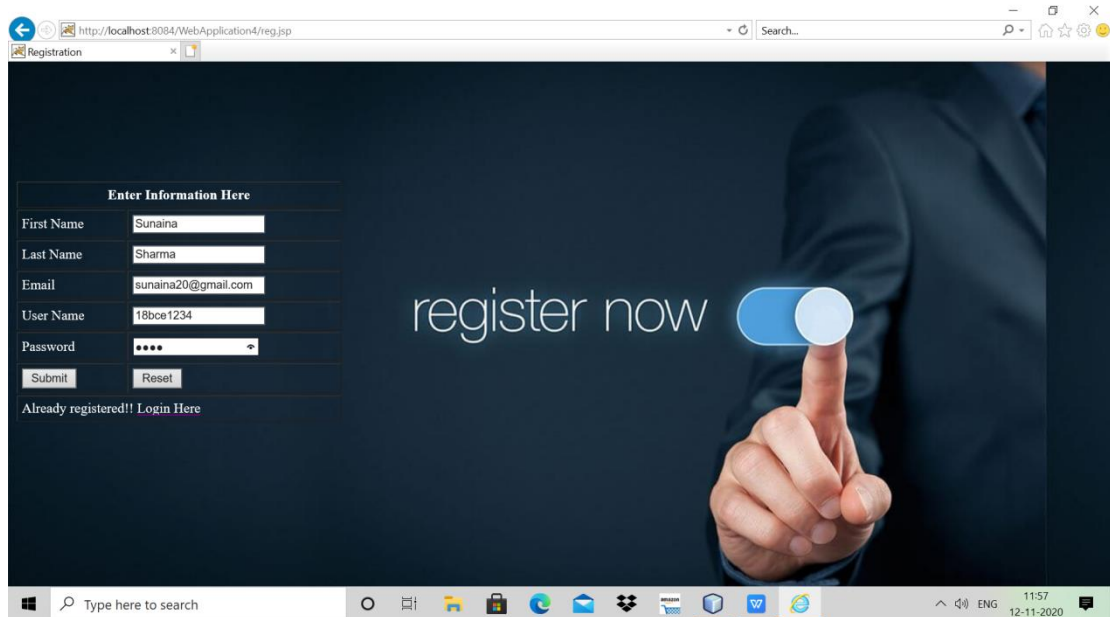 http://localhost:8084/WebApplication4/reg.jsp
Search...
Registration
Enter Information Here
First Name Sunaina
Last Name Sharma
Email sunaina20@gmail.com
User Name 18bce1234
Password ●●●●
Submit Reset
Already registered!! Login Here
register now
Type here to search
amazon
W
ENG
11:57
12-11-2020